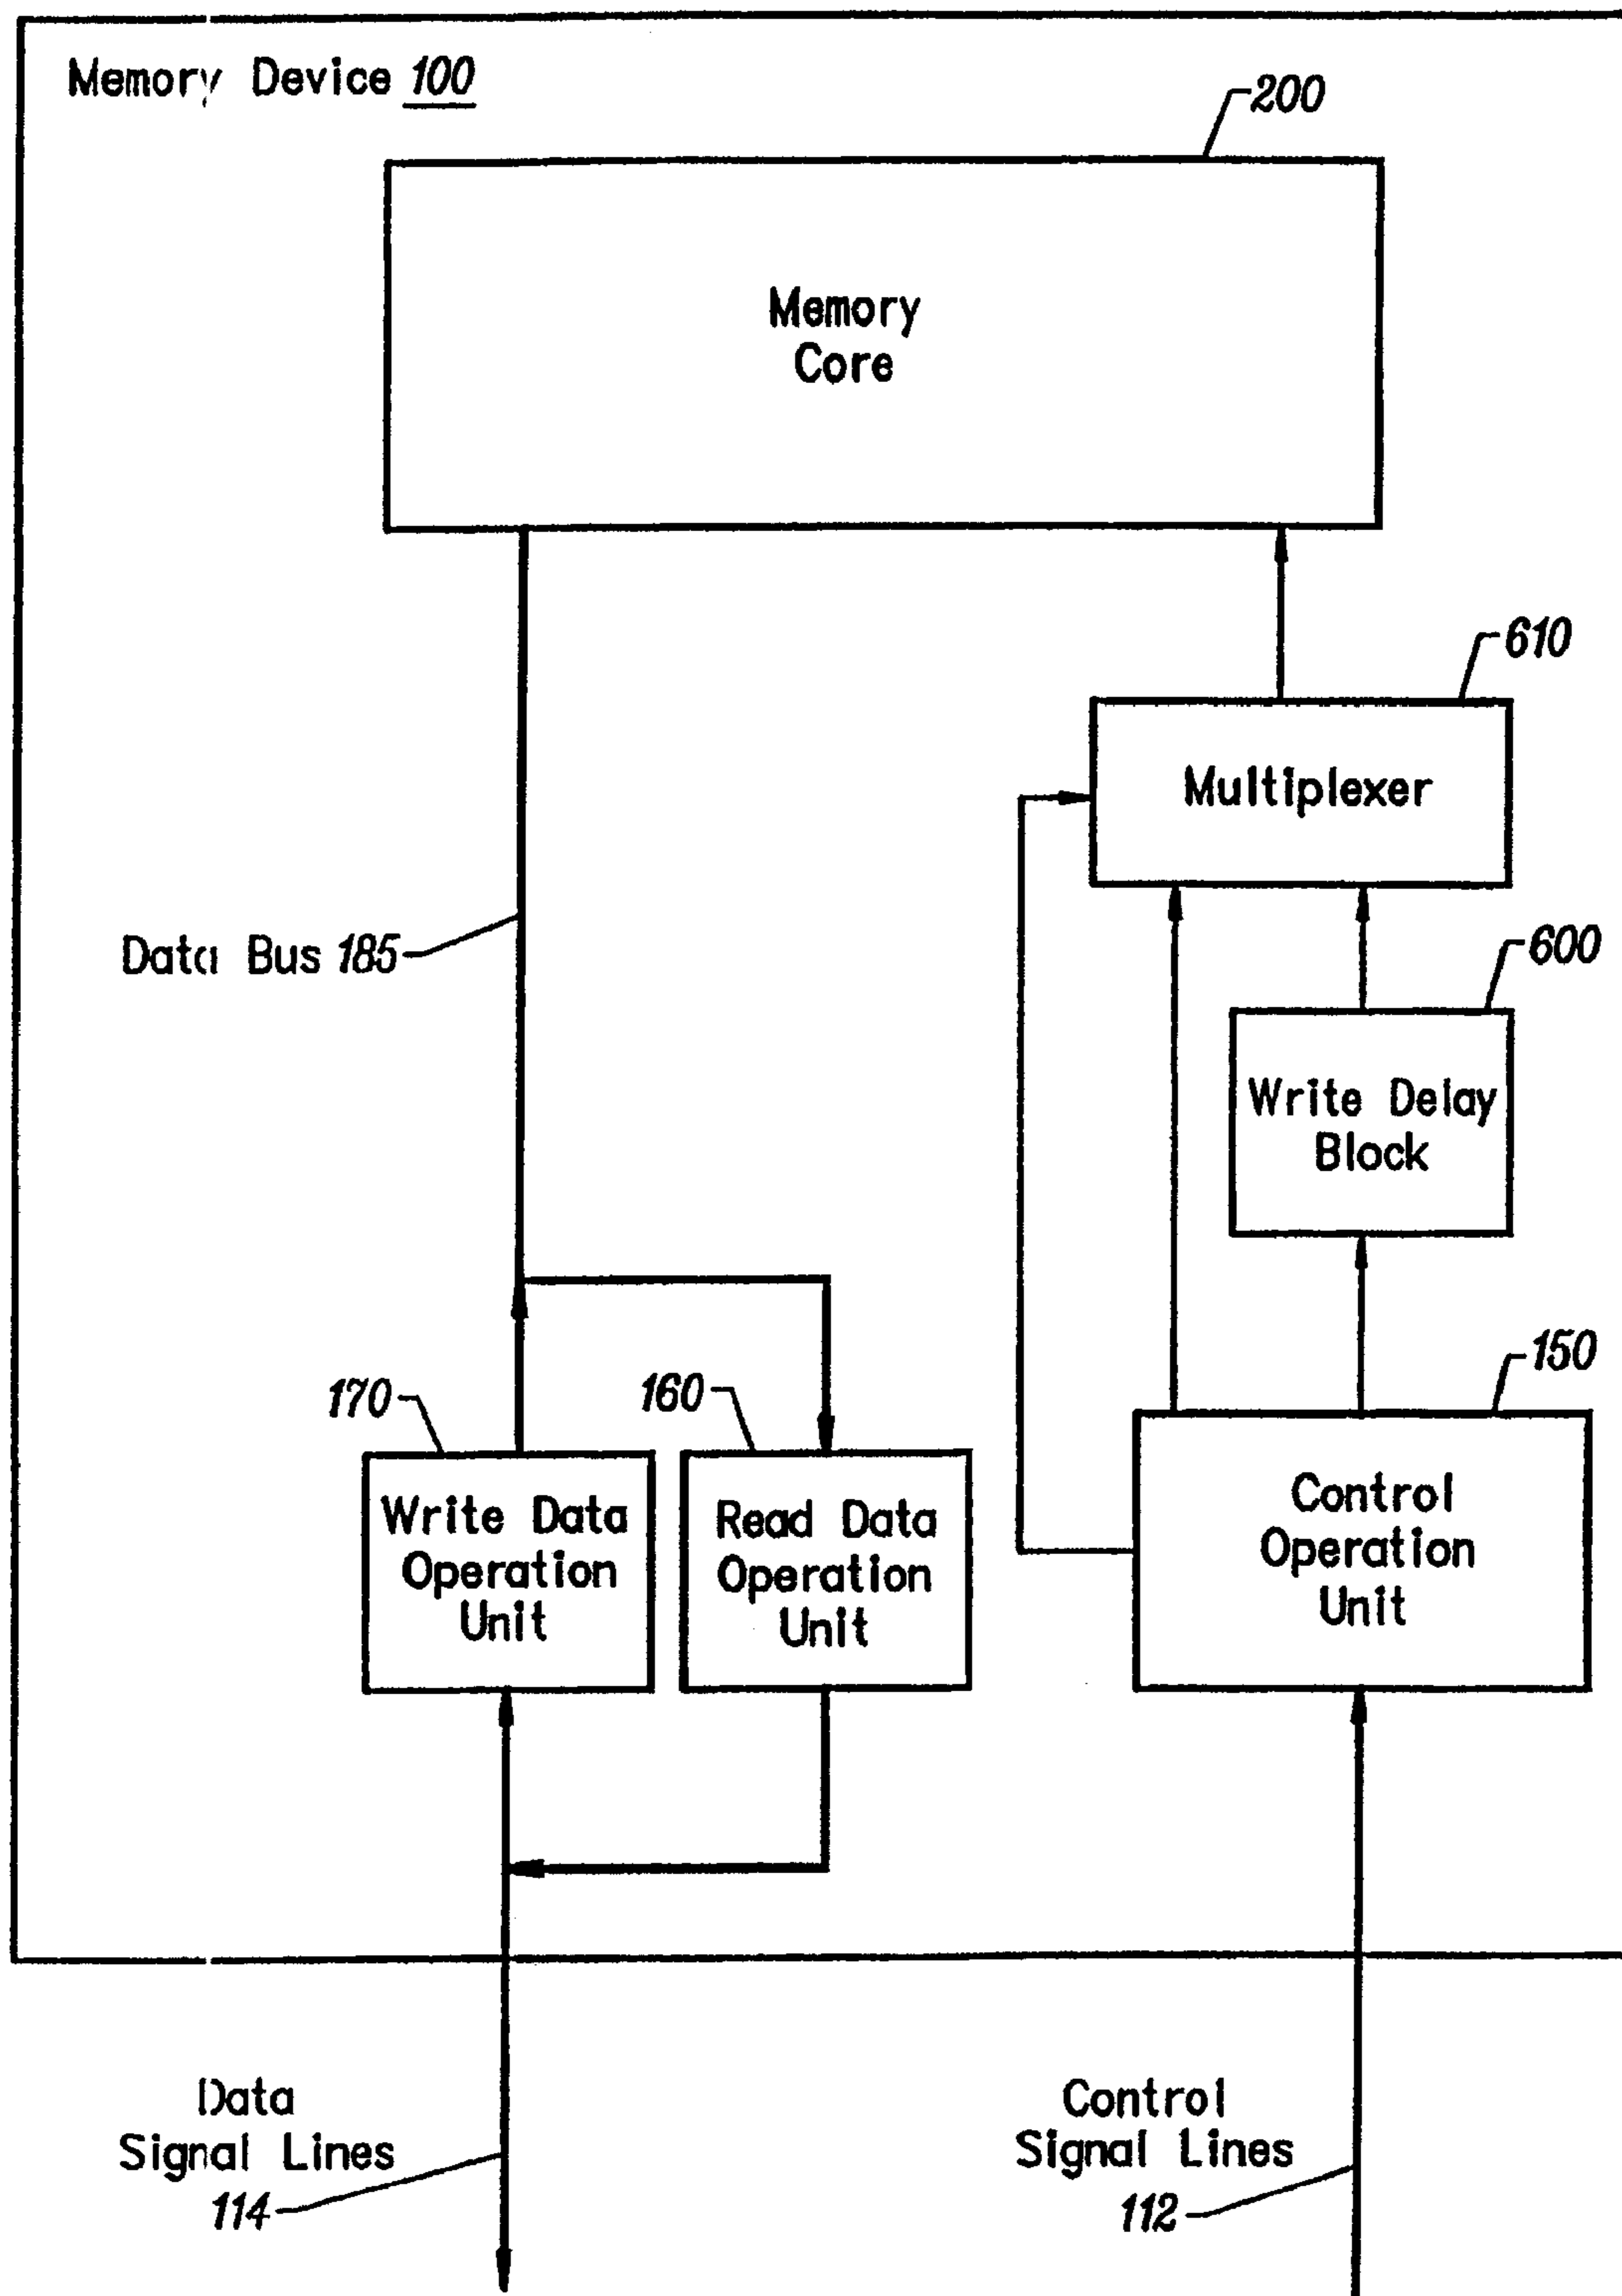 Memory Device 100
200
Memory
Core
610
Multiplexer
Data Bus 185
600
Write Delay
Block
150
170
160
Write Data
Operation
Unit
Read Data
Operation
Unit
Control
Operation
Unit
Data
Signal Lines
114
Control
Signal Lines
112